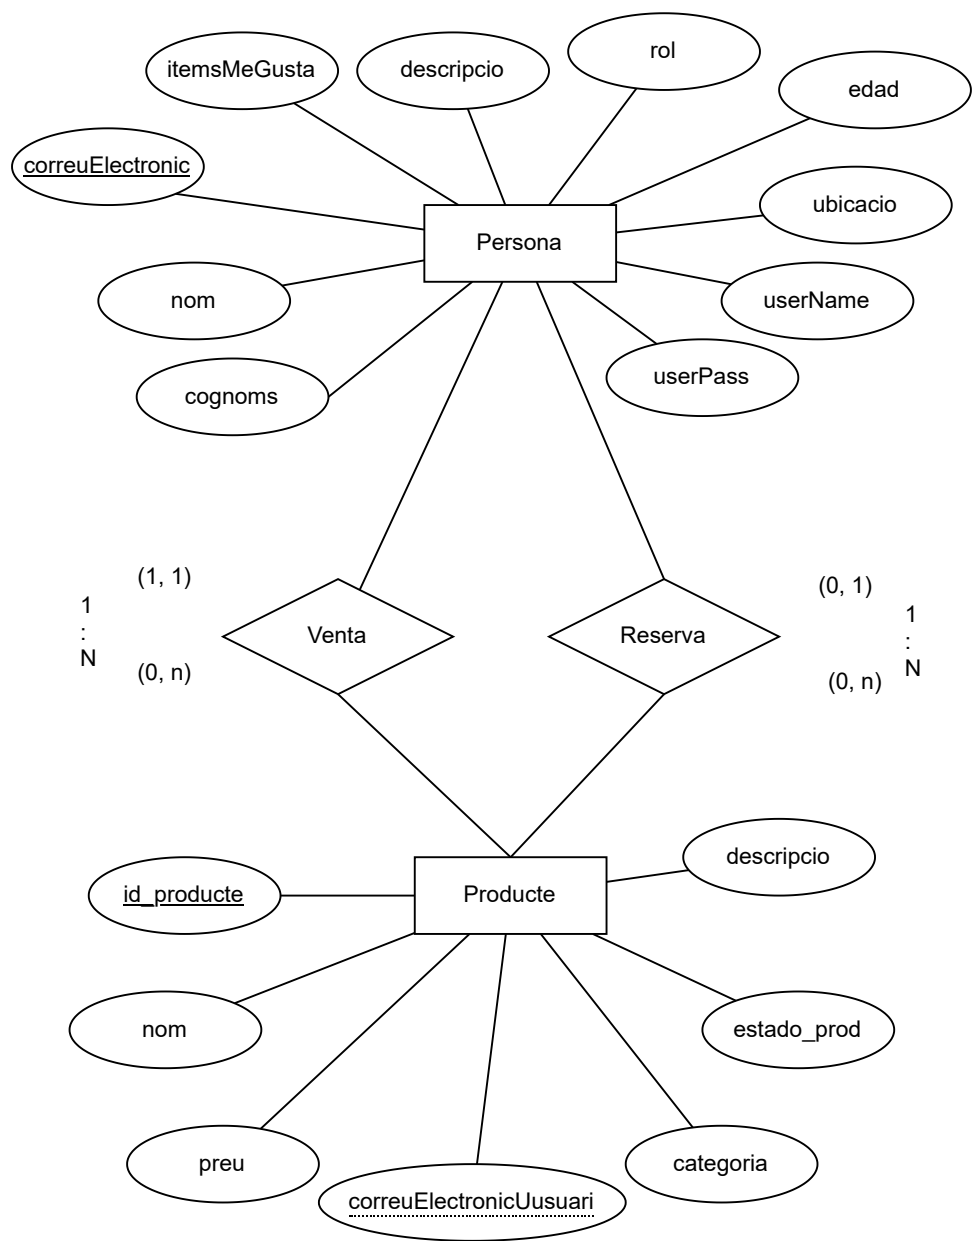 rol
itemsMeGusta
descripcio
edad
correuElectronic
ubicacio
Persona
nom
userName
userPass
cognoms
(1, 1)
(0, 1)
1
:
N
Venta
Reserva
1
:
N
(0, n)
(0, n)
descripcio
id_producte
Producte
nom
estado_prod
preu
categoria
correuElectronicUusuari